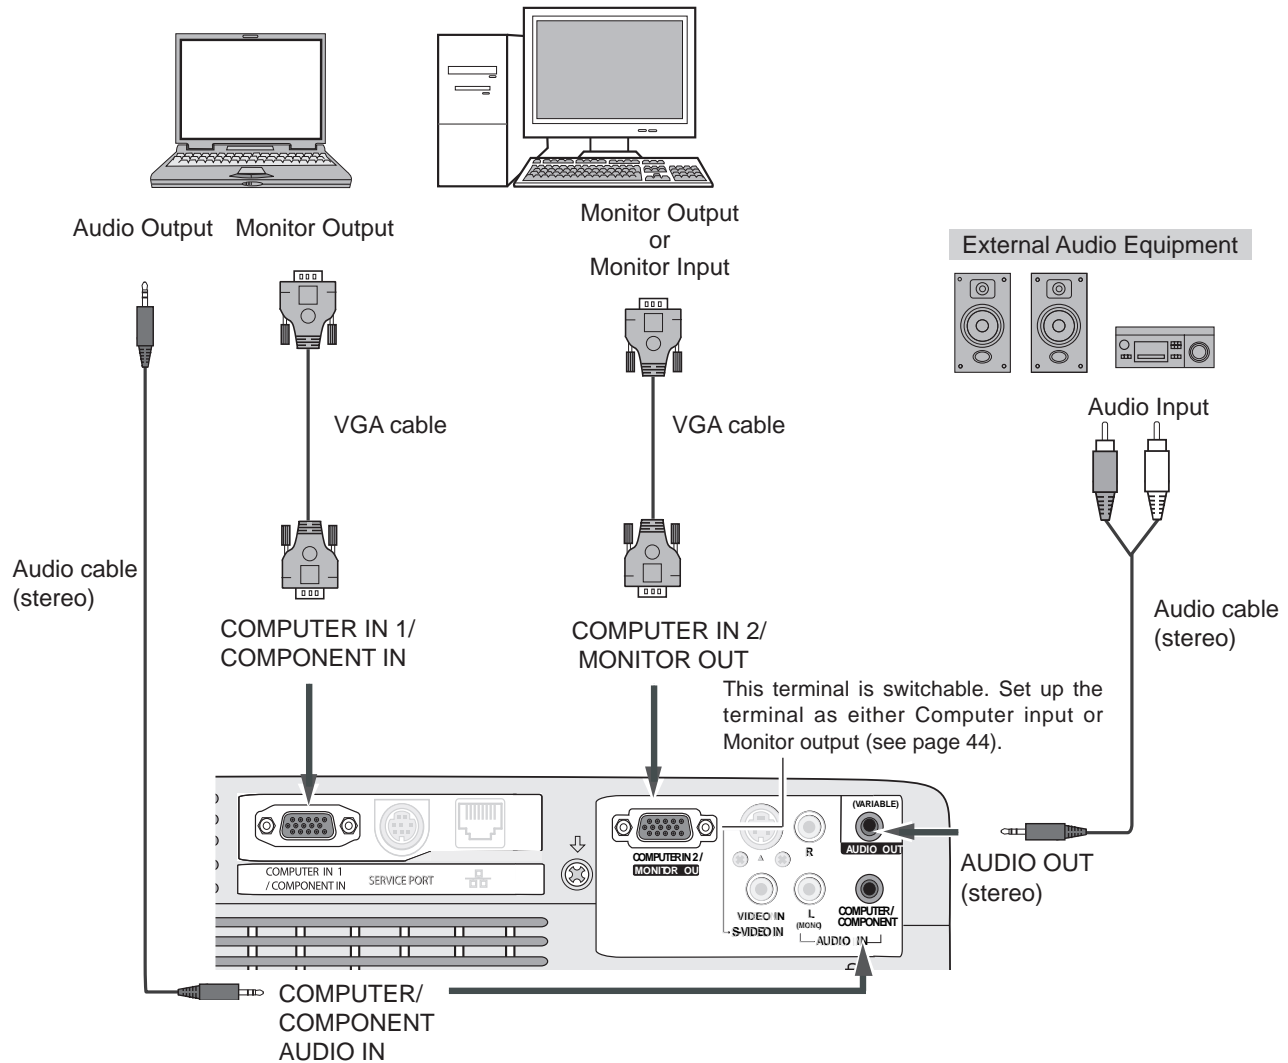 Audio Output Monitor Output
Monitor Output
or
Monitor Input
External Audio Equipment
Audio Input
VGA cable
VGA cable
Audio cable
(stereo)
Audio cable
(stereo)
COMPUTER IN 1/
COMPONENT IN
COMPUTER IN 2/
MONITOR OUT
This terminal is switchable. Set up the
terminal as either Computer input or
Monitor output (see page 44).
(VARIABLE)
AUDIO OUT
R
COMPUTER IN 2 /
MONITOR OU
COMPUTER IN 1
/ COMPONENT IN
SERVICE PORT
VIDEO IN
S-VIDEO IN
L
(MONO)
COMPUTER/
COMPONENT
AUDIO IN
AUDIO OUT
(stereo)
COMPUTER/
COMPONENT
AUDIO IN